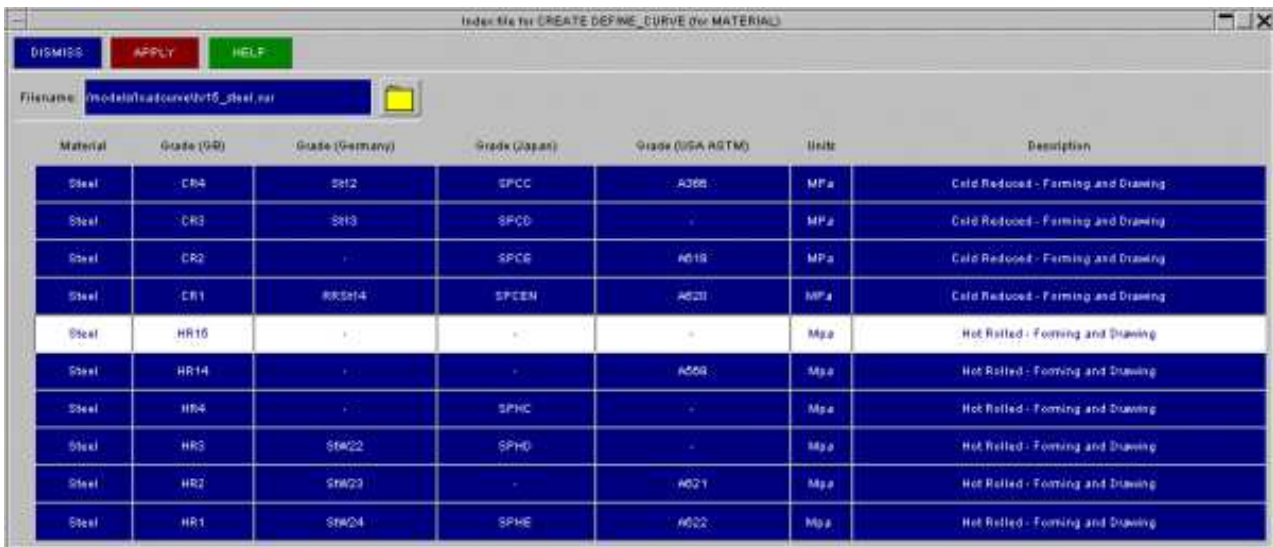 Index file for CREATE DEFINE_CURVE (for MATERIAL)
DISMISS APPLY HELP
Filename: /models/loadcurve/hr15_steel.cur
Material Grade (GB) Grade (Germany) Grade (Japan) Grade (USA ASTM) Units Description
Steel CR4 St12 SPCC A366 MPa Cold Reduced - Forming and Drawing
Steel CR3 St13 SPCD - MPa Cold Reduced - Forming and Drawing
Steel CR2 - SPCE A619 MPa Cold Reduced - Forming and Drawing
Steel CR1 RRSt14 SPCEN A620 MPa Cold Reduced - Forming and Drawing
Steel HR15 - - - Mpa Hot Rolled - Forming and Drawing
Steel HR14 - - A569 Mpa Hot Rolled - Forming and Drawing
Steel HR4 - SPHC - Mpa Hot Rolled - Forming and Drawing
Steel HR3 StW22 SPHD - Mpa Hot Rolled - Forming and Drawing
Steel HR2 StW23 - A621 Mpa Hot Rolled - Forming and Drawing
Steel HR1 StW24 SPHE A622 Mpa Hot Rolled - Forming and Drawing